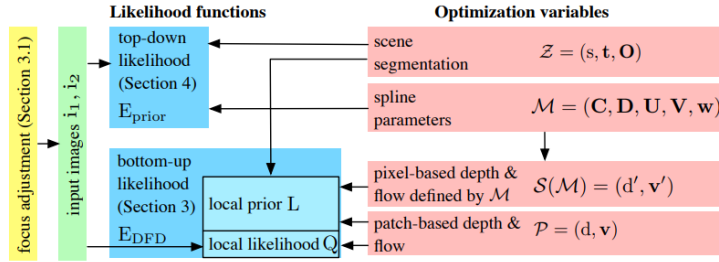 Likelihood functions
Optimization variables
focus adjustment (Section 3.1)
input images i₁, i₂
top-down
likelihood
(Section 4)
E_prior
scene
segmentation
𝒵 = (s, t, O)
spline
parameters
ℳ = (C, D, U, V, w)
bottom-up
likelihood
(Section 3)
E_DFD
local prior L
local likelihood Q
pixel-based depth &
flow defined by ℳ
𝒮(ℳ) = (d′, v′)
patch-based depth &
flow
𝒫 = (d, v)